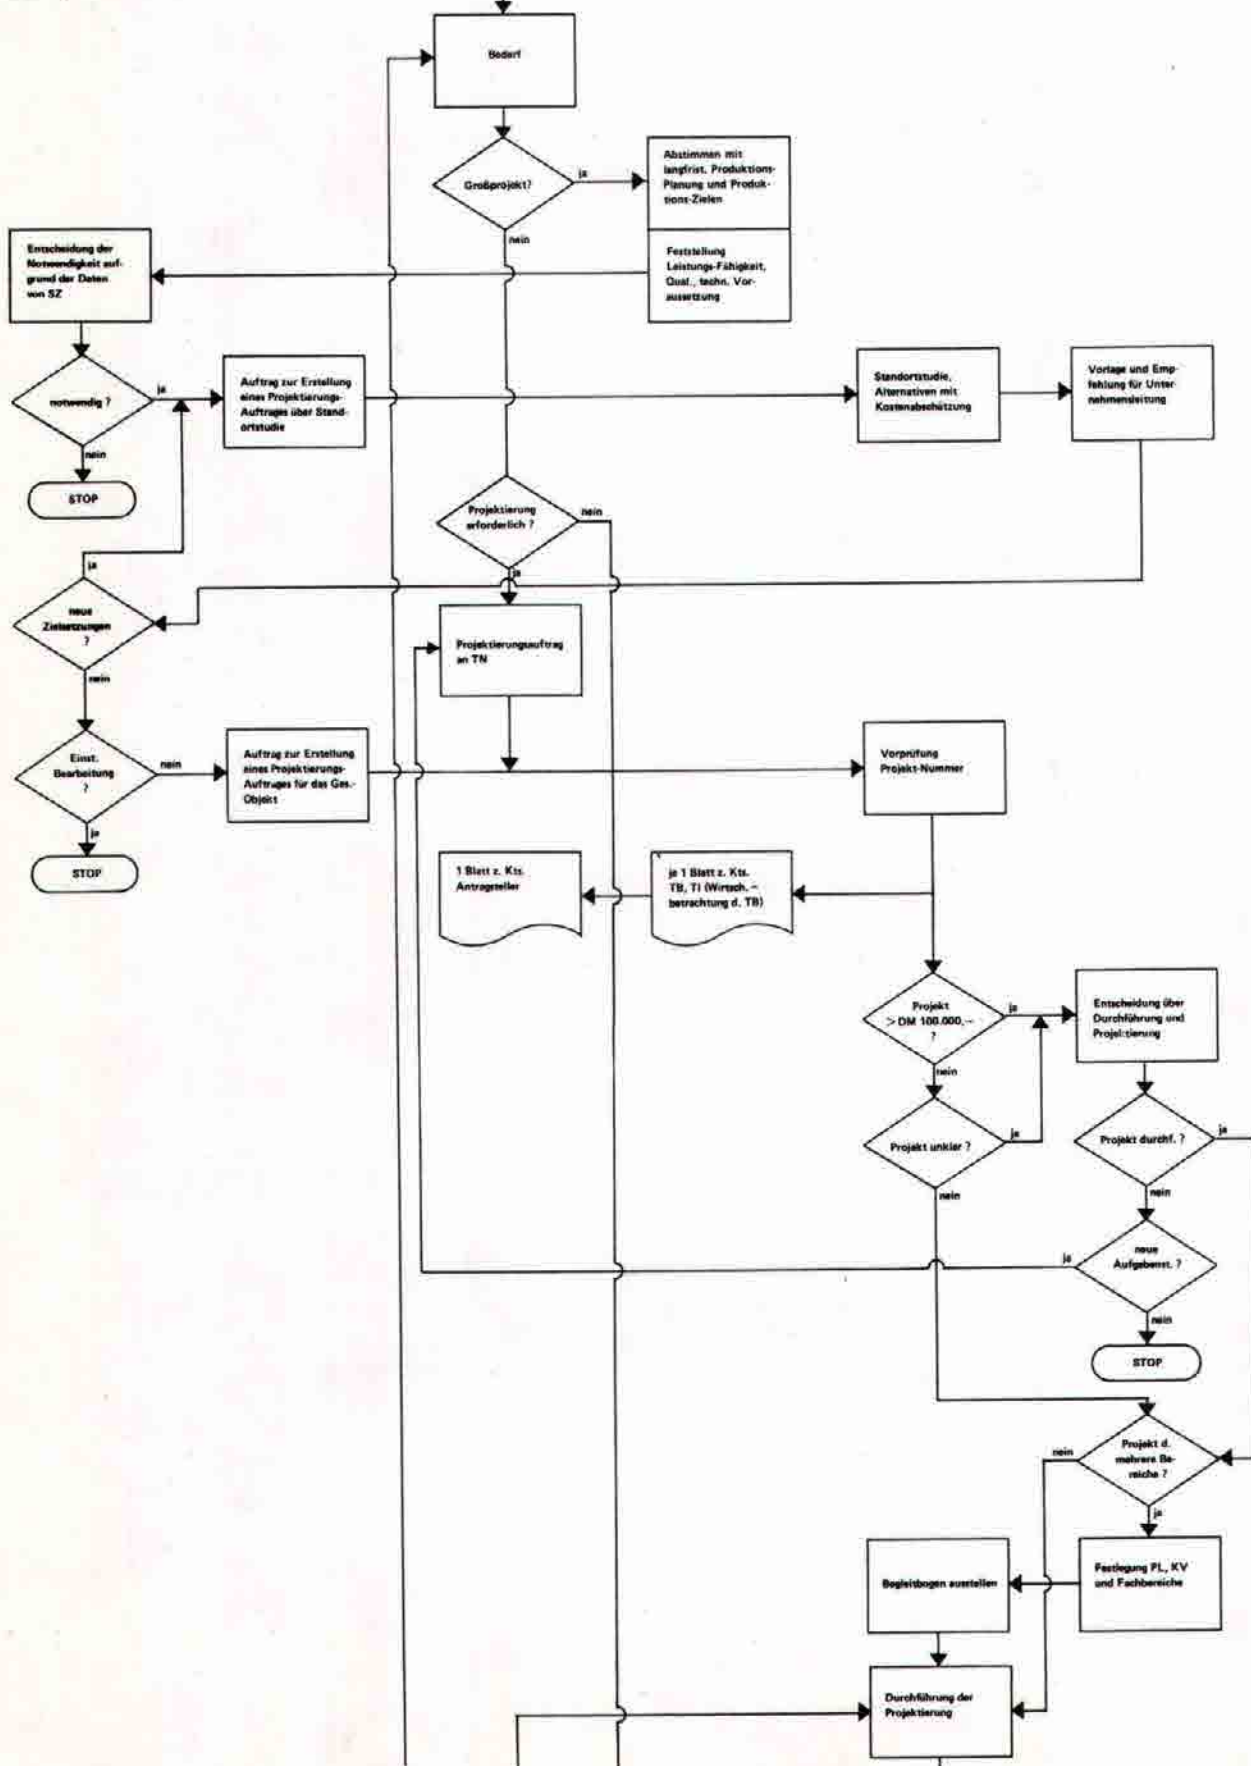 Bedarf
Großprojekt?
ja
nein
Abstimmen mit
langfrist. Produktions-
Planung und Produk-
tions-Zielen
Feststellung
Leistungs-Fähigkeit,
Qual., techn. Vor-
aussetzung
Entscheidung der
Notwendigkeit auf-
grund der Daten
von SZ
notwendig ?
ja
nein
STOP
Auftrag zur Erstellung
eines Projektierungs-
Auftrages über Stand-
ortstudie
Standortstudie,
Alternativen mit
Kostenabschätzung
Vorlage und Emp-
fehlung für Unter-
nehmensleitung
Projektierung
erforderlich ?
nein
ja
neue
Zielsetzungen
?
ja
nein
Projektierungsauftrag
an TN
Einst.
Bearbeitung
?
nein
ja
STOP
Auftrag zur Erstellung
eines Projektierungs-
Auftrages für das Ges.-
Objekt
Vorprüfung
Projekt-Nummer
1 Blatt z. Kts.
Antragsteller
je 1 Blatt z. Kts.
TB, TI (Wirtsch. –
betrachtung d. TB)
Projekt
> DM 100.000,—
?
ja
nein
Entscheidung über
Durchführung und
Projektierung
Projekt unklar ?
ja
nein
Projekt durchf. ?
ja
nein
neue
Aufgabenst. ?
ja
nein
STOP
Projekt d.
mehrere Be-
reiche ?
nein
ja
Begleitbogen ausstellen
Festlegung PL, KV
und Fachbereiche
Durchführung der
Projektierung